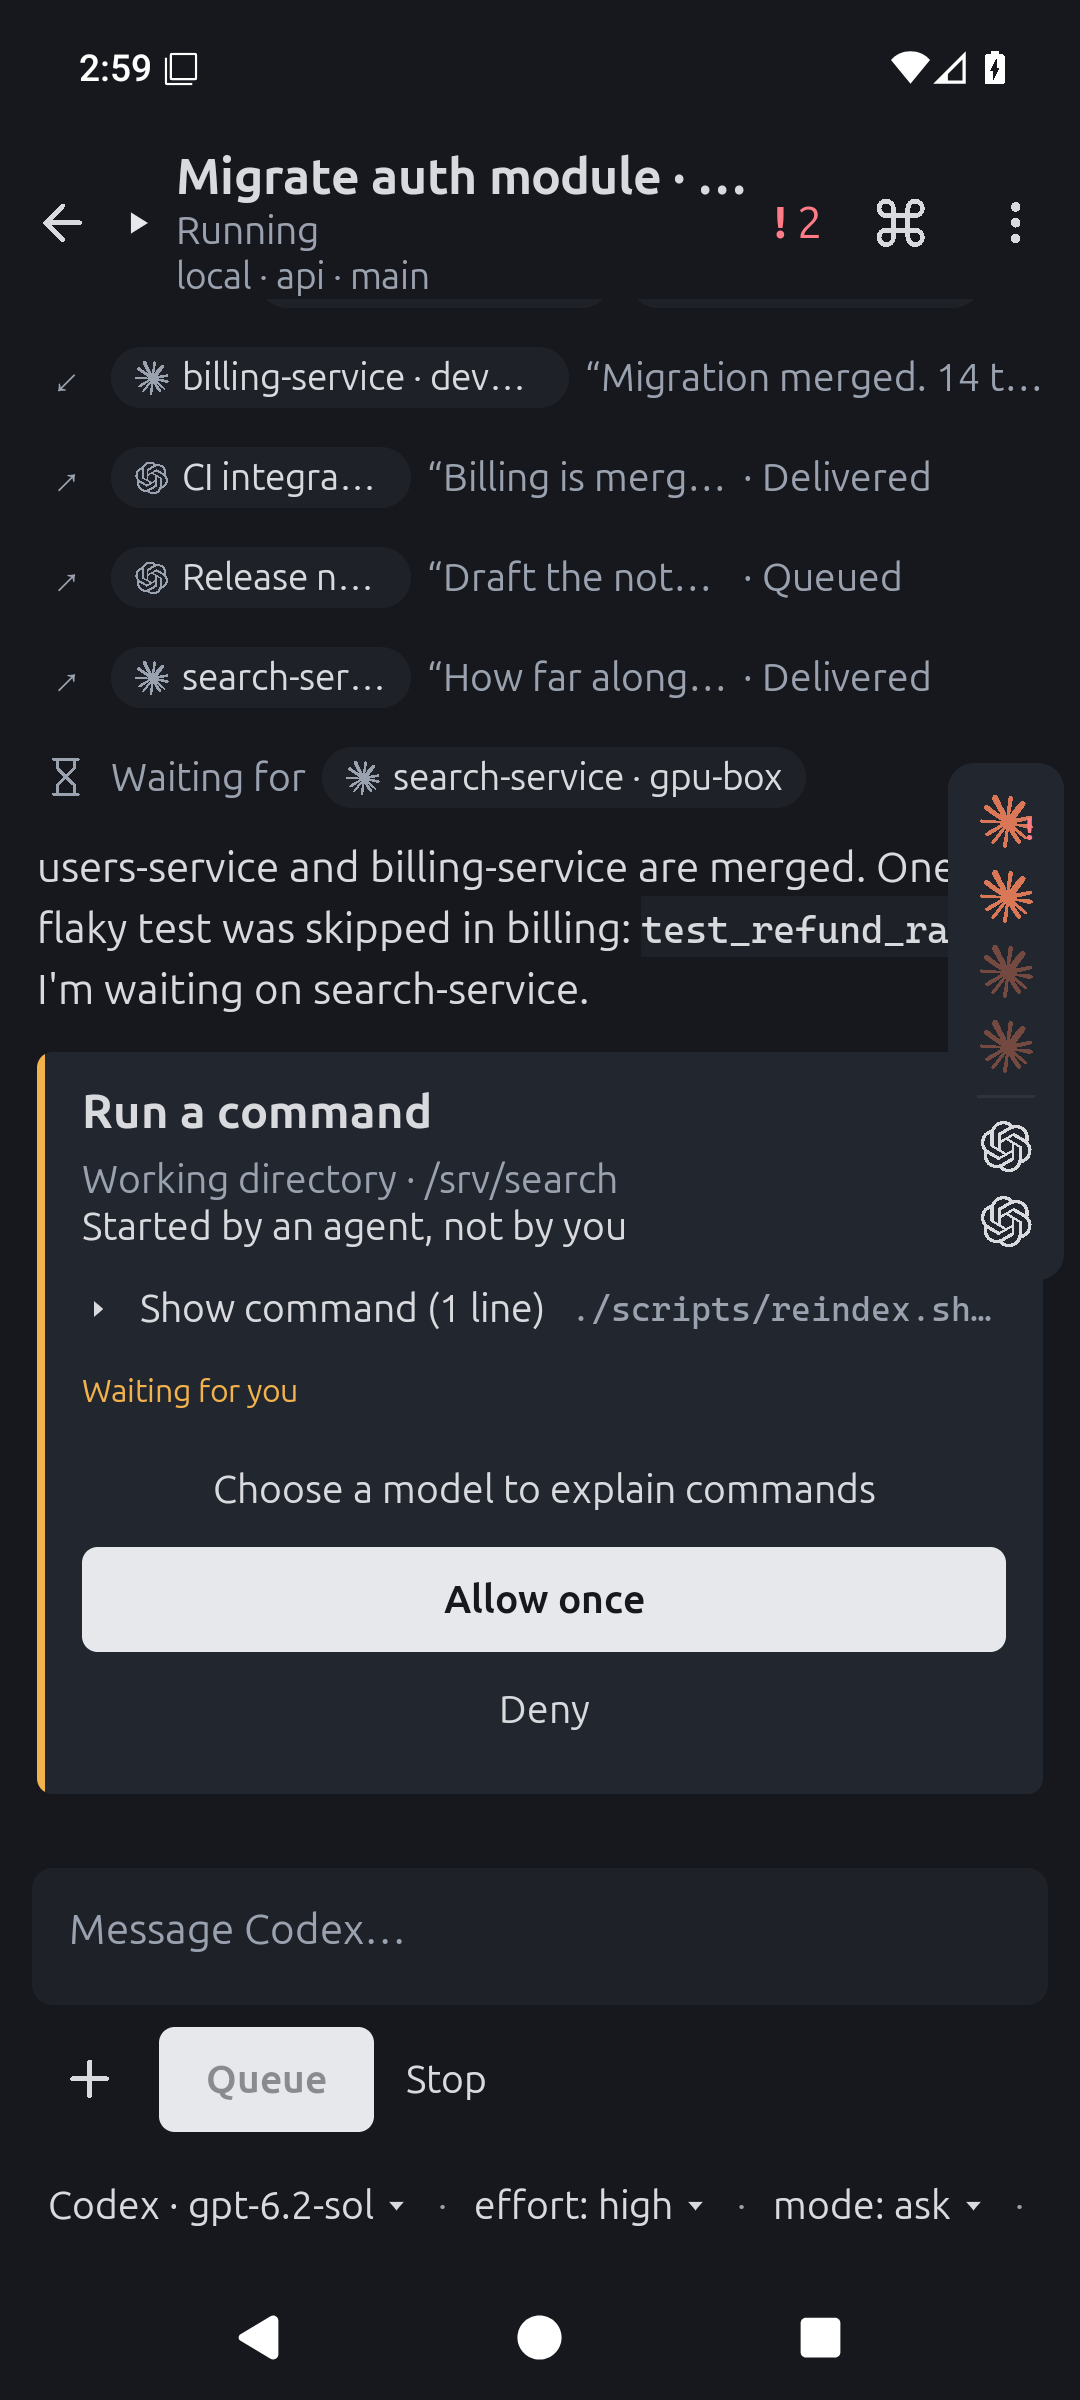 2:59
Migrate auth module · …
Running
local · api · main
! 2
billing-service · dev… “Migration merged. 14 t…
CI integra… “Billing is merg… · Delivered
Release n… “Draft the not… · Queued
search-ser… “How far along… · Delivered
Waiting for search-service · gpu-box
users-service and billing-service are merged. One
flaky test was skipped in billing: test_refund_ra
I'm waiting on search-service.
Run a command
Working directory · /srv/search
Started by an agent, not by you
Show command (1 line) ./scripts/reindex.sh…
Waiting for you
Choose a model to explain commands
Allow once
Deny
Message Codex…
Queue Stop
Codex · gpt-6.2-sol · effort: high · mode: ask ·